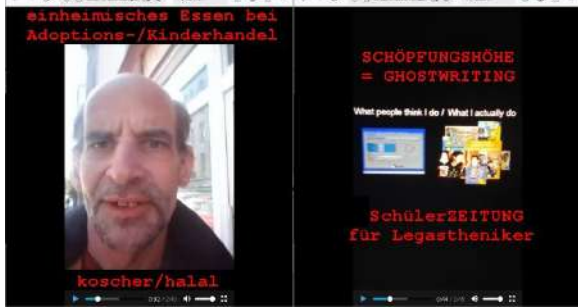 einheimisches Essen bei
Adoptions-/Kinderhandel
koscher/halal
SCHÖPFUNGSHÖHE
= GHOSTWRITING
What people think I do / What I actually do
SchülerZEITUNG
für Legastheniker